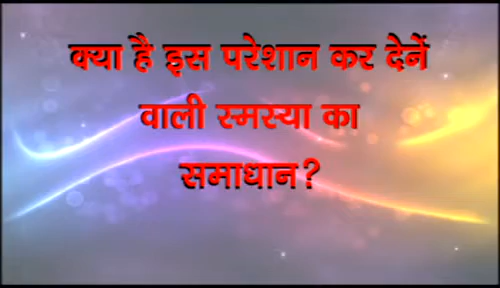 क्या है इस परेशान कर देनें
वाली स्मस्या का
समाधान?